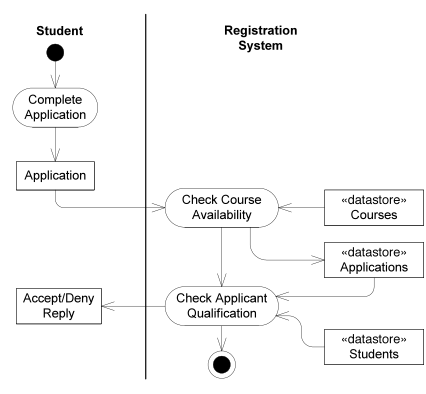 Student
Registration
System
Complete
Application
Application
Check Course
Availability
«datastore»
Courses
«datastore»
Applications
Accept/Deny
Reply
Check Applicant
Qualification
«datastore»
Students